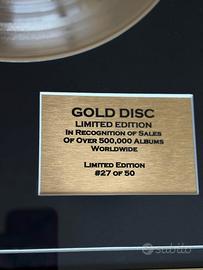 GOLD DISC
LIMITED EDITION
IN RECOGNITION OF SALES
OF OVER 500,000 ALBUMS
WORLDWIDE
LIMITED EDITION
#27 OF 50
subito